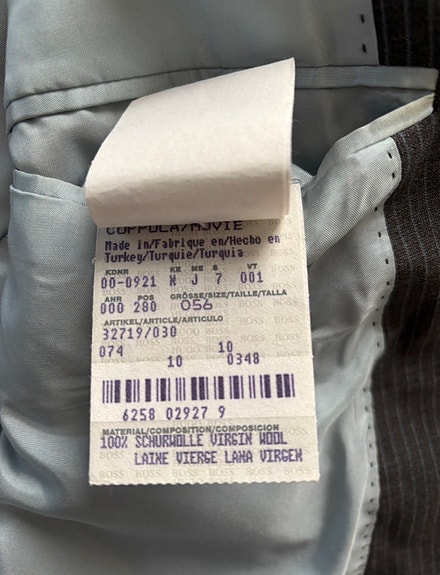 COPPOLA/MOVIE
Made in/Fabrique en/Hecho en
Turkey/Turquie/Turquia
KDNR KE ME S VT
00-0921 N J 7 001
ANR POS GRÖSSE/SIZE/TAILLE/TALLA
000 280 056
ARTIKEL/ARTICLE/ARTICULO
32719/030
074 10
10 0348
6258 02927 9
MATERIAL/COMPOSITION/COMPOSICION
100% SCHURWOLLE VIRGIN WOOL
LAINE VIERGE LANA VIRGEN